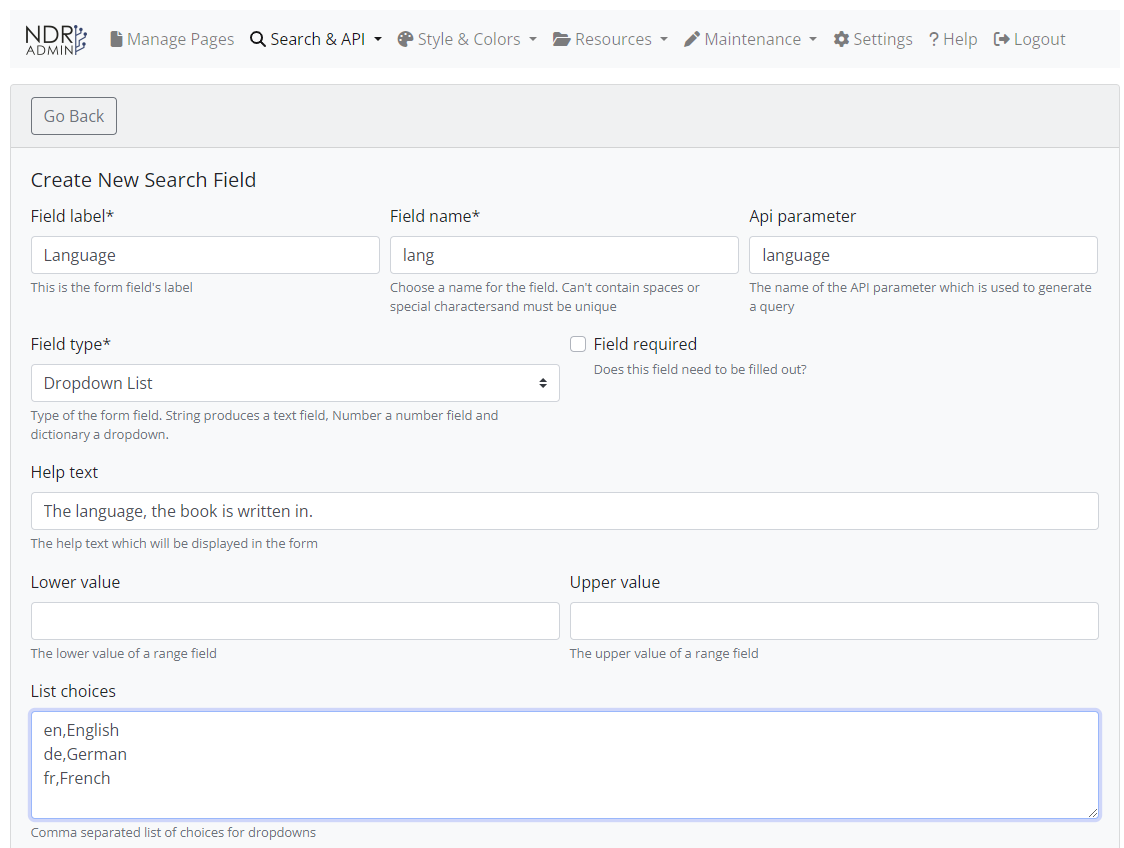 NDR
ADMIN
Manage Pages Search & API Style & Colors Resources Maintenance Settings ? Help Logout
Go Back
Create New Search Field
Field label* Field name* Api parameter
Language lang language
This is the form field's label
Choose a name for the field. Can't contain spaces or
special charactersand must be unique
The name of the API parameter which is used to generate
a query
Field type*
Field required
Dropdown List
Does this field need to be filled out?
Type of the form field. String produces a text field, Number a number field and
dictionary a dropdown.
Help text
The language, the book is written in.
The help text which will be displayed in the form
Lower value Upper value
The lower value of a range field The upper value of a range field
List choices
en,English
de,German
fr,French
Comma separated list of choices for dropdowns